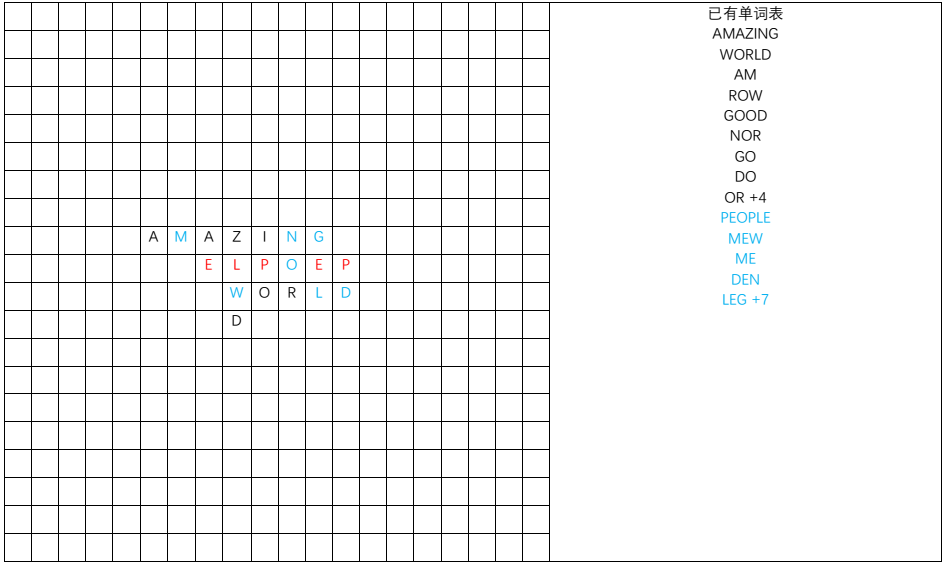 已有单词表
AMAZING
WORLD
AM
ROW
GOOD
NOR
GO
DO
OR +4
PEOPLE
MEW
ME
DEN
LEG +7
A M A Z I N G
E L P O E P
W O R L D
D